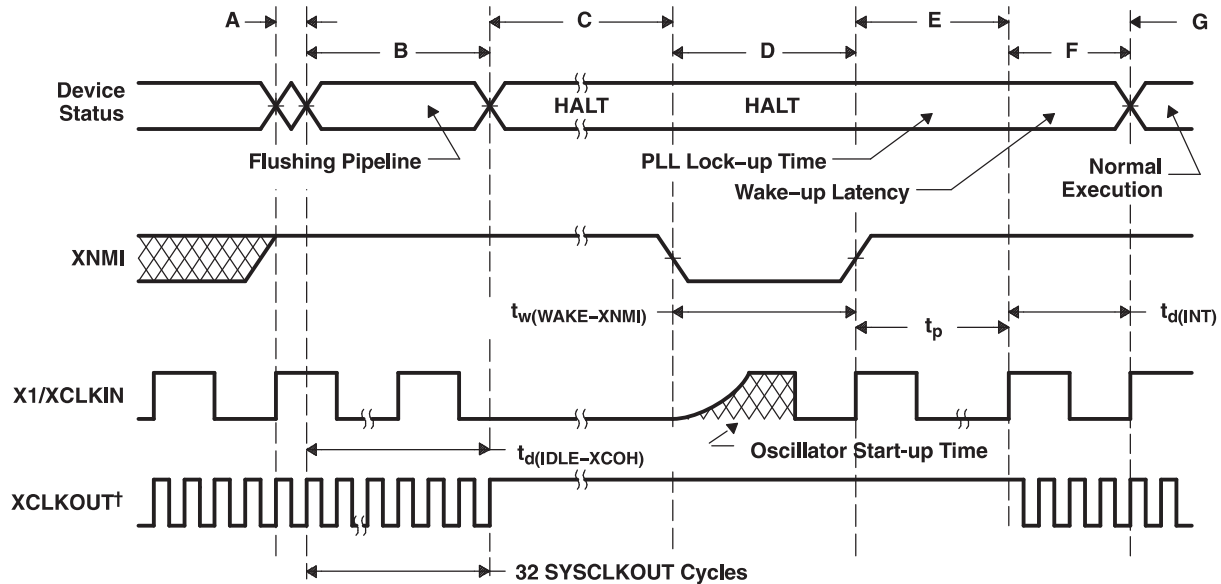 A
B
C
D
E
F
G
Device
Status
HALT
HALT
Flushing Pipeline
PLL Lock-up Time
Wake−up Latency
Normal
Execution
XNMI
tw(WAKE−XNMI)
tp
td(INT)
X1/XCLKIN
Oscillator Start-up Time
td(IDLE−XCOH)
XCLKOUT†
32 SYSCLKOUT Cycles